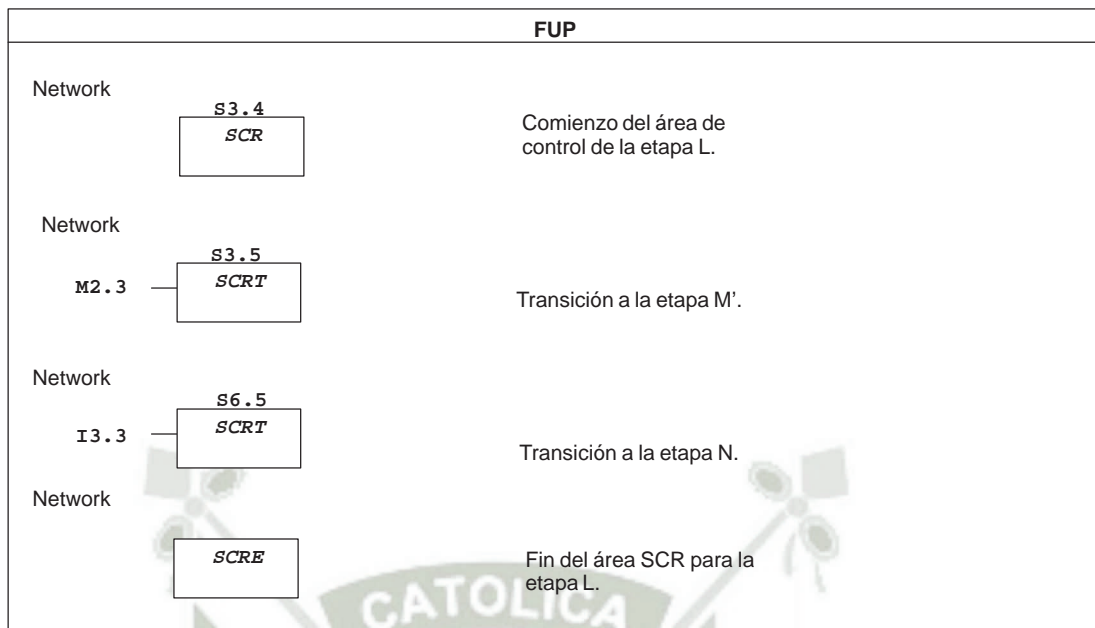 FUP
Network
S3.4
SCR
Comienzo del área de
control de la etapa L.
Network
S3.5
M2.3
SCRT
Transición a la etapa M’.
Network
S6.5
I3.3
SCRT
Transición a la etapa N.
Network
SCRE
Fin del área SCR para la
etapa L.
CATOLICA